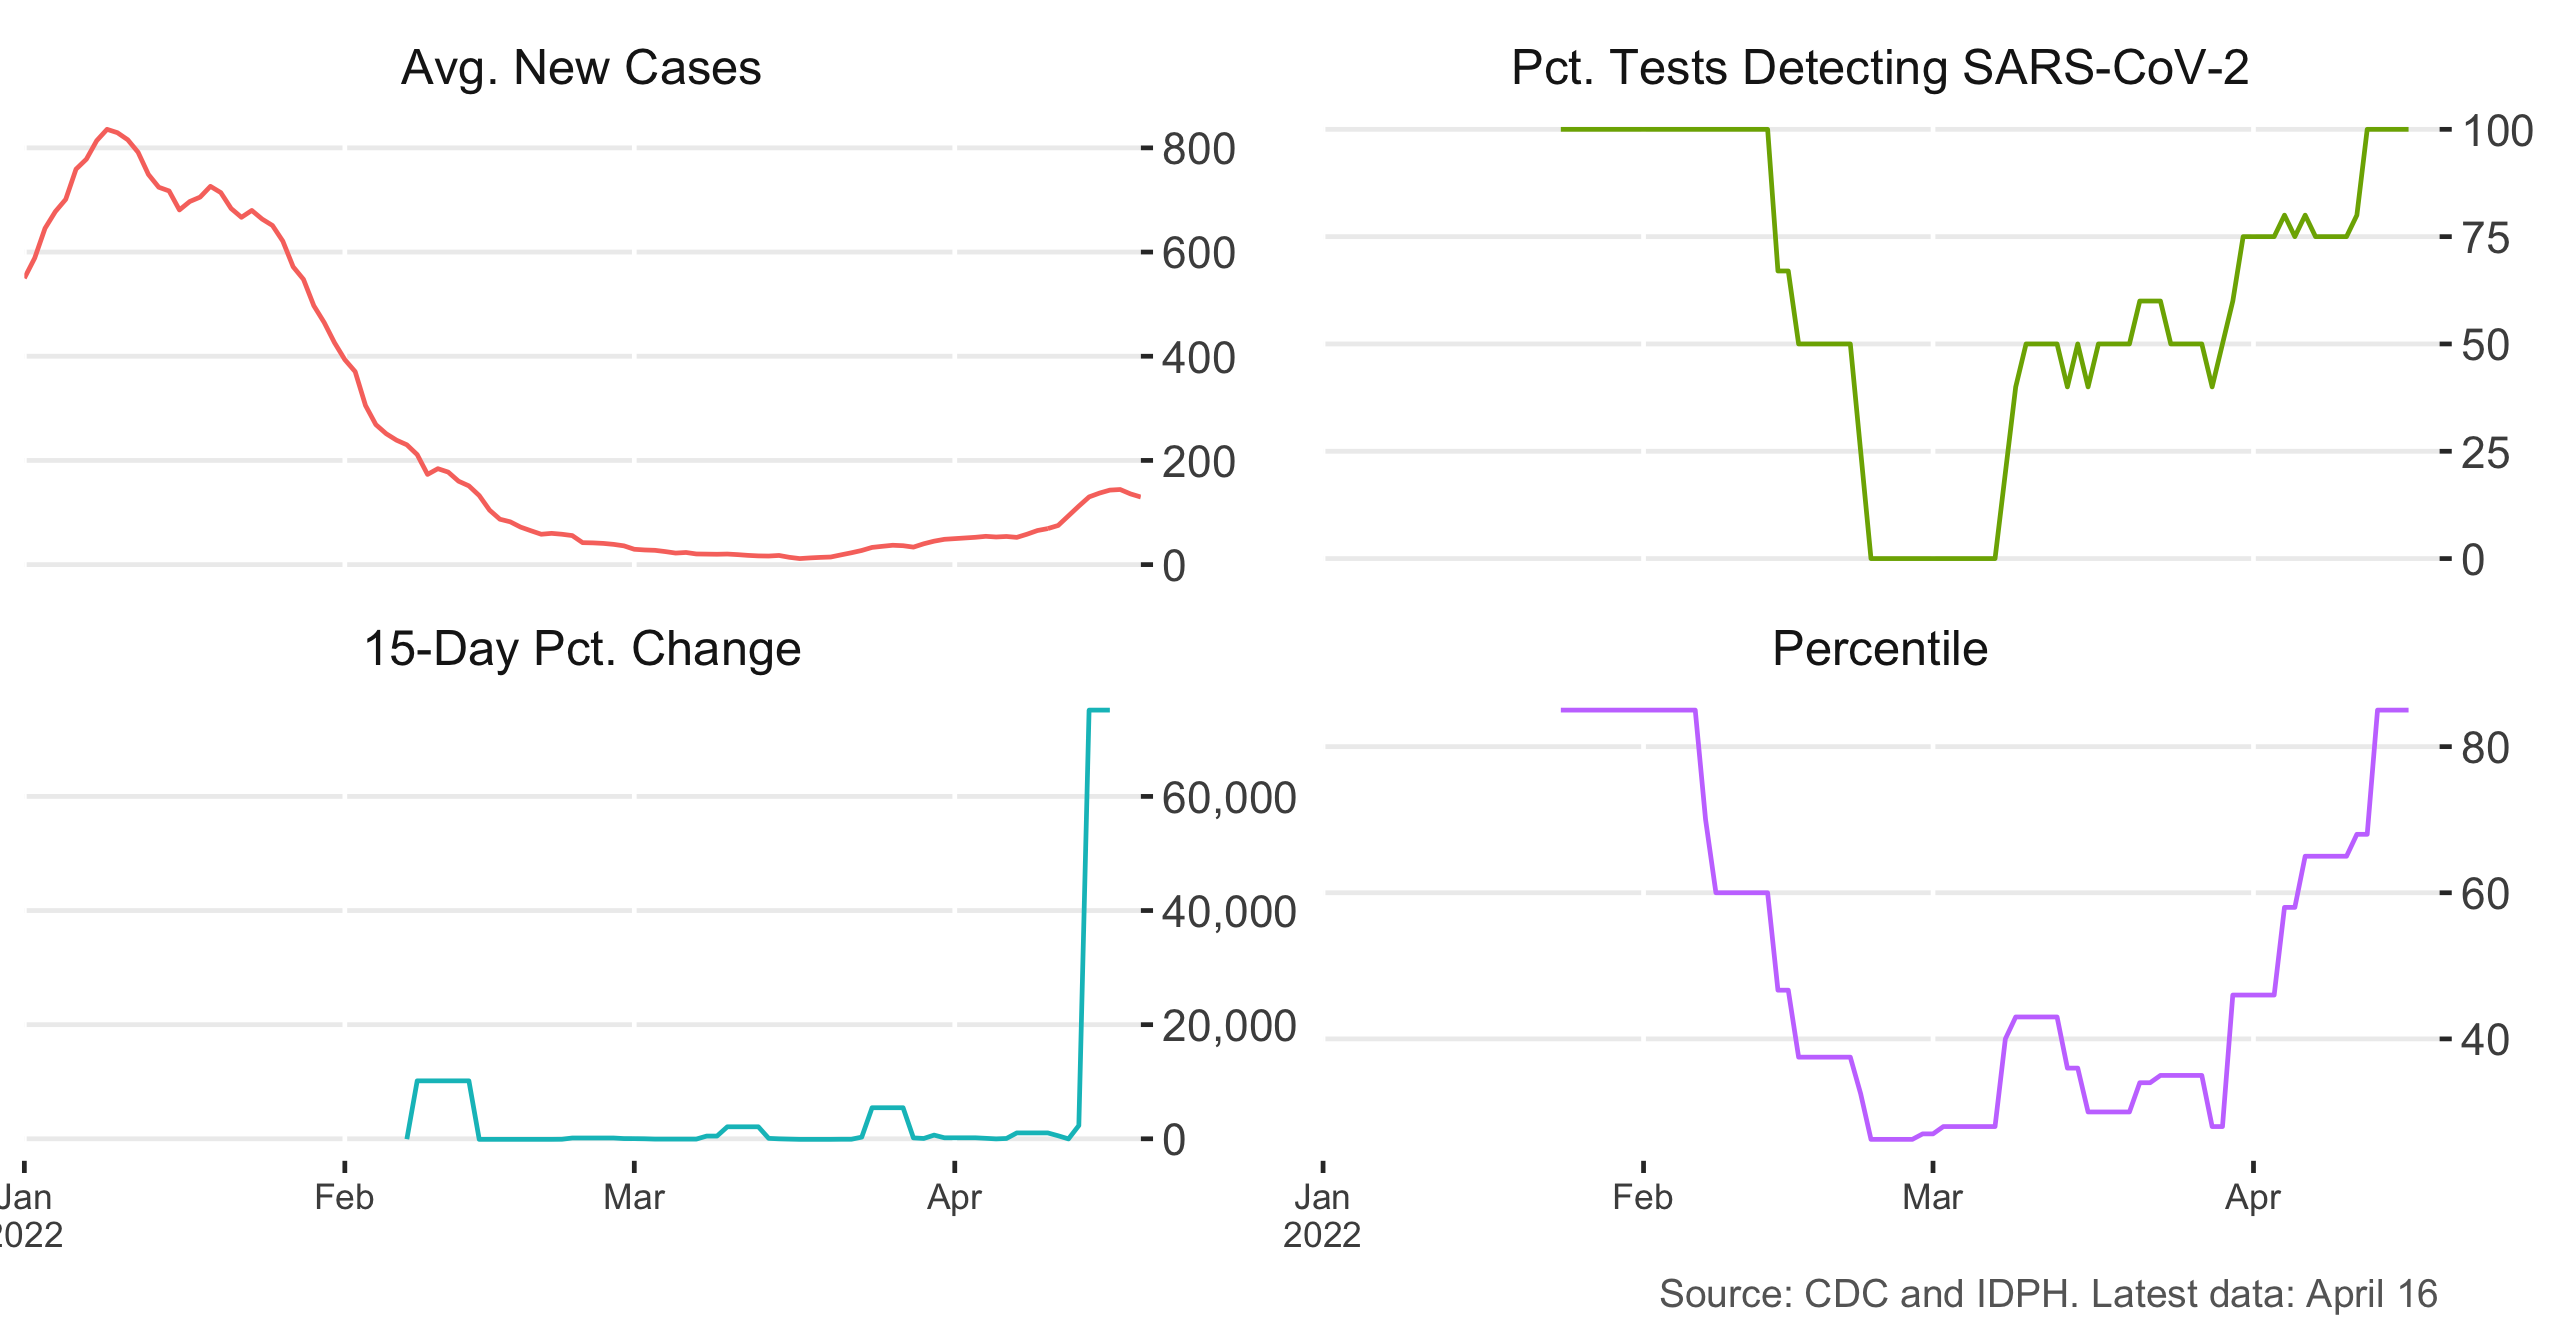 Avg. New Cases
800
600
400
200
0
Pct. Tests Detecting SARS-CoV-2
100
75
50
25
0
15-Day Pct. Change
60,000
40,000
20,000
0
Jan Feb Mar Apr
2022
Percentile
80
60
40
Jan Feb Mar Apr
2022
Source: CDC and IDPH. Latest data: April 16